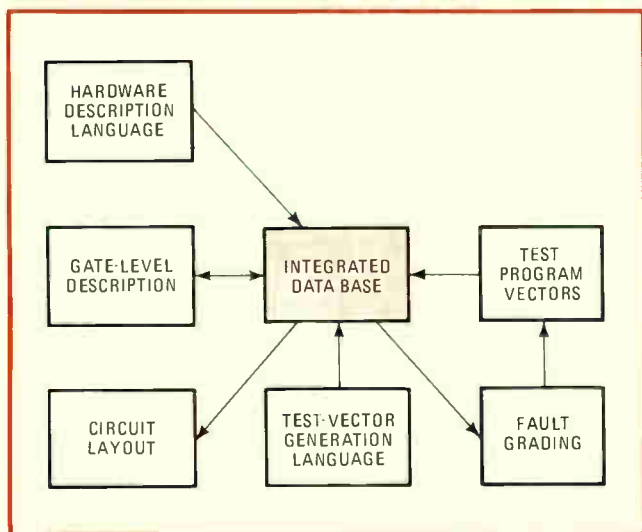 HARDWARE
DESCRIPTION
LANGUAGE
GATE-LEVEL
DESCRIPTION
INTEGRATED
DATA BASE
TEST
PROGRAM
VECTORS
CIRCUIT
LAYOUT
TEST-VECTOR
GENERATION
LANGUAGE
FAULT
GRADING